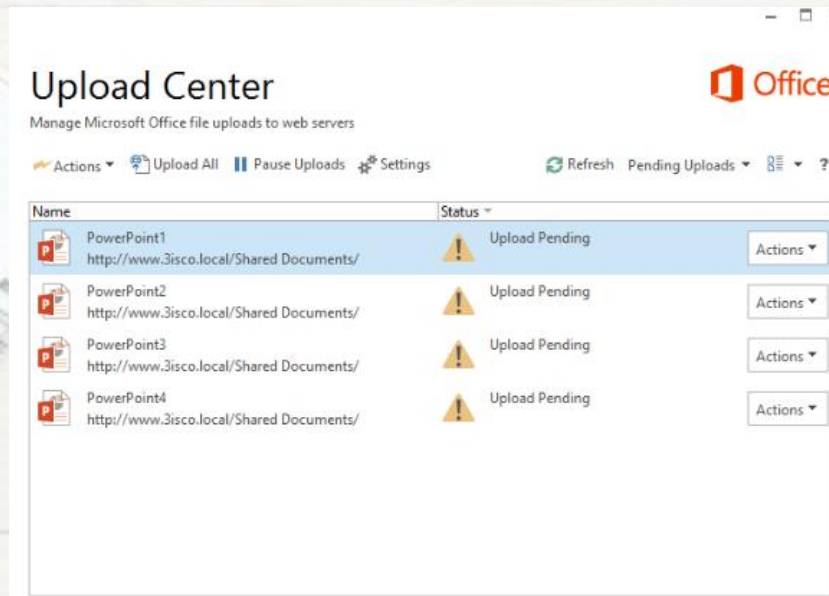 Upload Center
Office
Manage Microsoft Office file uploads to web servers
Actions Upload All Pause Uploads Settings Refresh Pending Uploads ?
Name Status
PowerPoint1 Upload Pending
http://www.3isco.local/Shared Documents/ Actions
PowerPoint2 Upload Pending
http://www.3isco.local/Shared Documents/ Actions
PowerPoint3 Upload Pending
http://www.3isco.local/Shared Documents/ Actions
PowerPoint4 Upload Pending
http://www.3isco.local/Shared Documents/ Actions